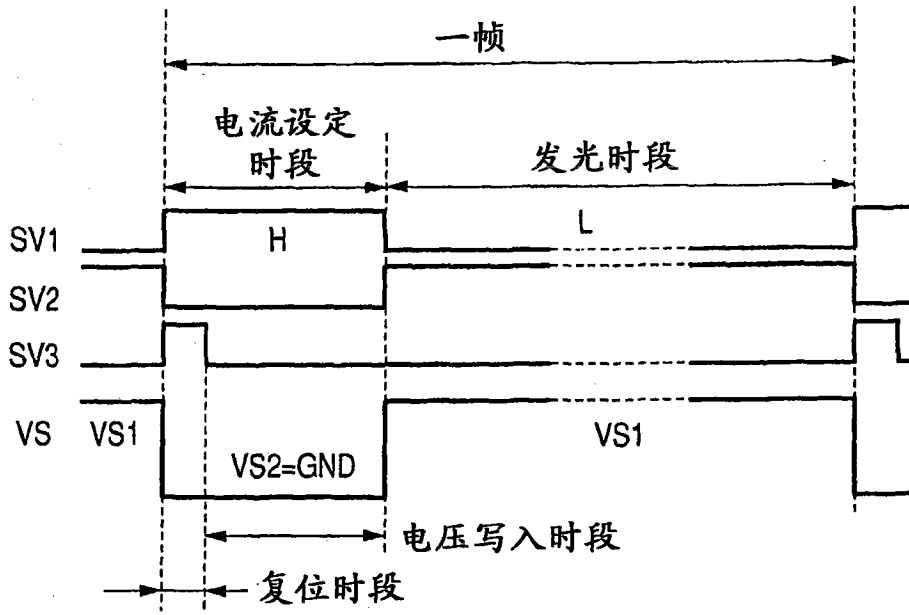 一帧
电流设定
时段
发光时段
SV1
H
L
SV2
SV3
VS
VS1
VS2=GND
VS1
电压写入时段
复位时段